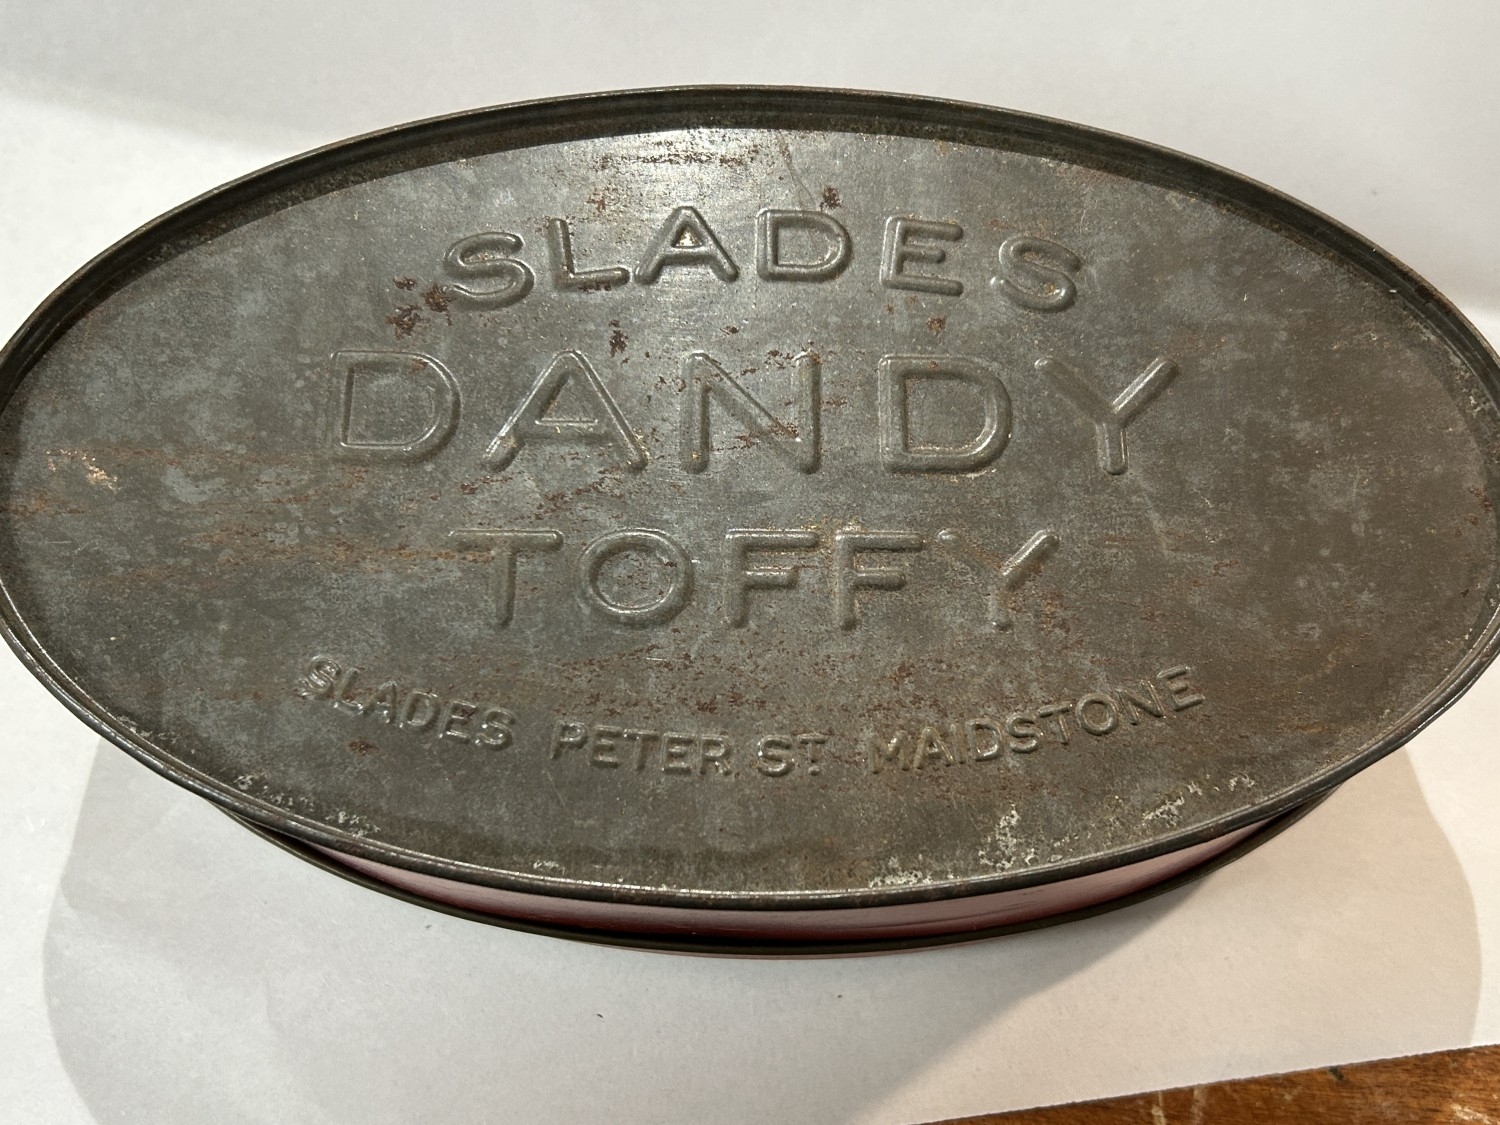 SLADES
DANDY
TOFFY
SLADES PETER ST. MAIDSTONE